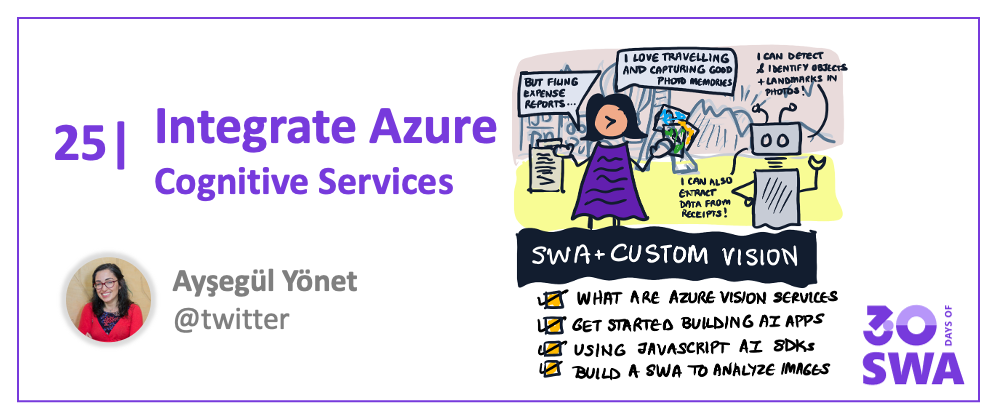 25|
Integrate Azure
Cognitive Services
Ayşegül Yönet
@twitter
BUT FILING
EXPENSE
REPORTS...
I LOVE TRAVELLING
AND CAPTURING GOOD
PHOTO MEMORIES
I CAN DETECT
& IDENTIFY OBJECTS
+ LANDMARKS IN
PHOTOS!
I CAN ALSO
EXTRACT
DATA FROM
RECEIPTS!
SWA + CUSTOM VISION
WHAT ARE AZURE VISION SERVICES
GET STARTED BUILDING AI APPS
USING JAVASCRIPT AI SDKs
BUILD A SWA TO ANALYZE IMAGES
30
DAYS OF
SWA